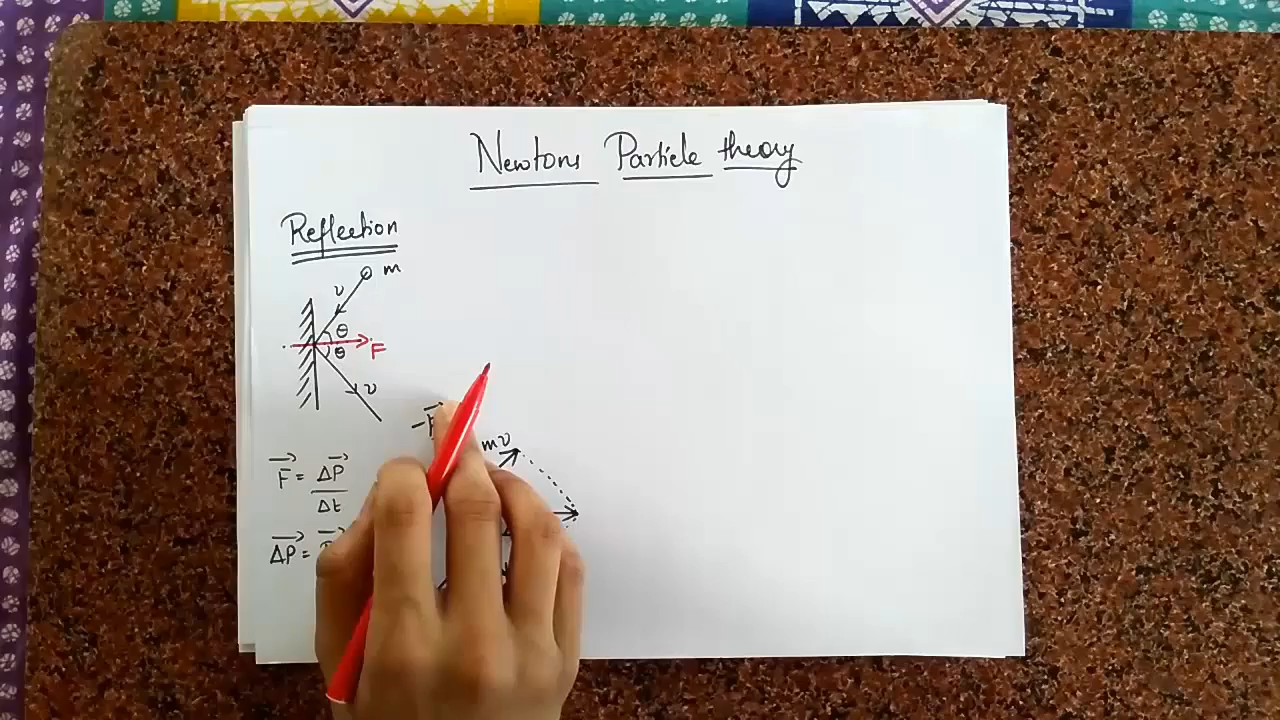 Newtons Particle theory
Reflection
m
v
θ
F
θ
v
mv
F = ΔP / Δt
ΔP =